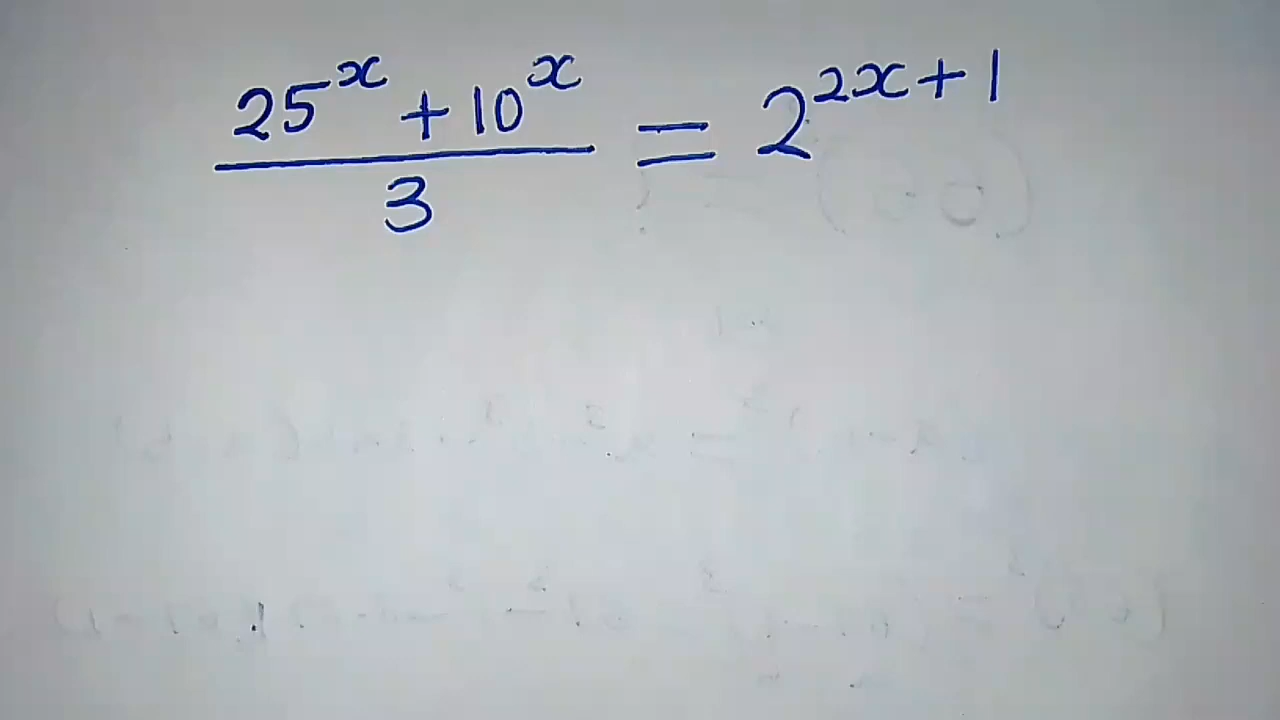 25^x + 10^x / 3 = 2^(2x+1)